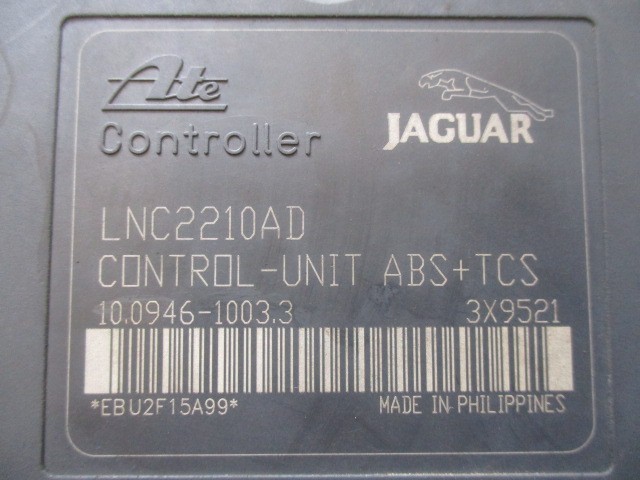 Ate
Controller
JAGUAR
LNC2210AD
CONTROL-UNIT ABS+TCS
10.0946-1003.3 3X9521
*EBU2F15A99* MADE IN PHILIPPINES